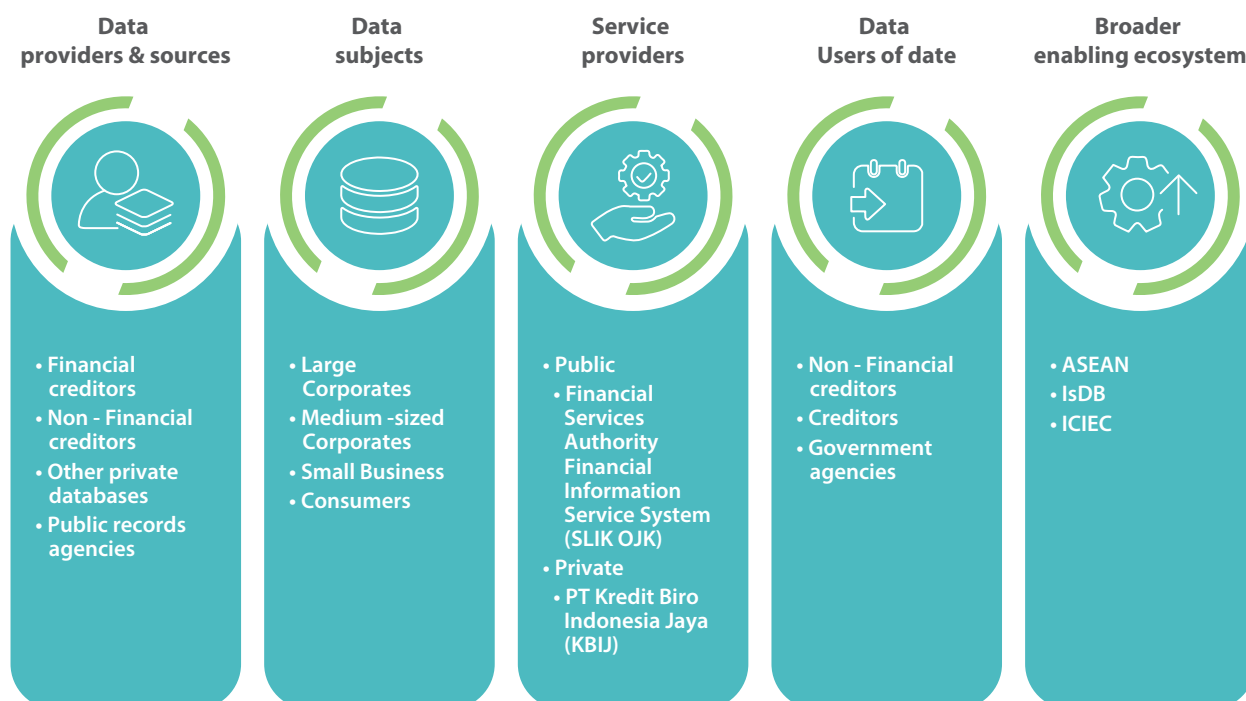 Data
providers & sources
• Financial
creditors
• Non - Financial
creditors
• Other private
databases
• Public records
agencies
Data
subjects
• Large
Corporates
• Medium -sized
Corporates
• Small Business
• Consumers
Service
providers
• Public
• Financial
Services
Authority
Financial
Information
Service System
(SLIK OJK)
• Private
• PT Kredit Biro
Indonesia Jaya
(KBIJ)
Data
Users of date
• Non - Financial
creditors
• Creditors
• Government
agencies
Broader
enabling ecosystem
• ASEAN
• IsDB
• ICIEC